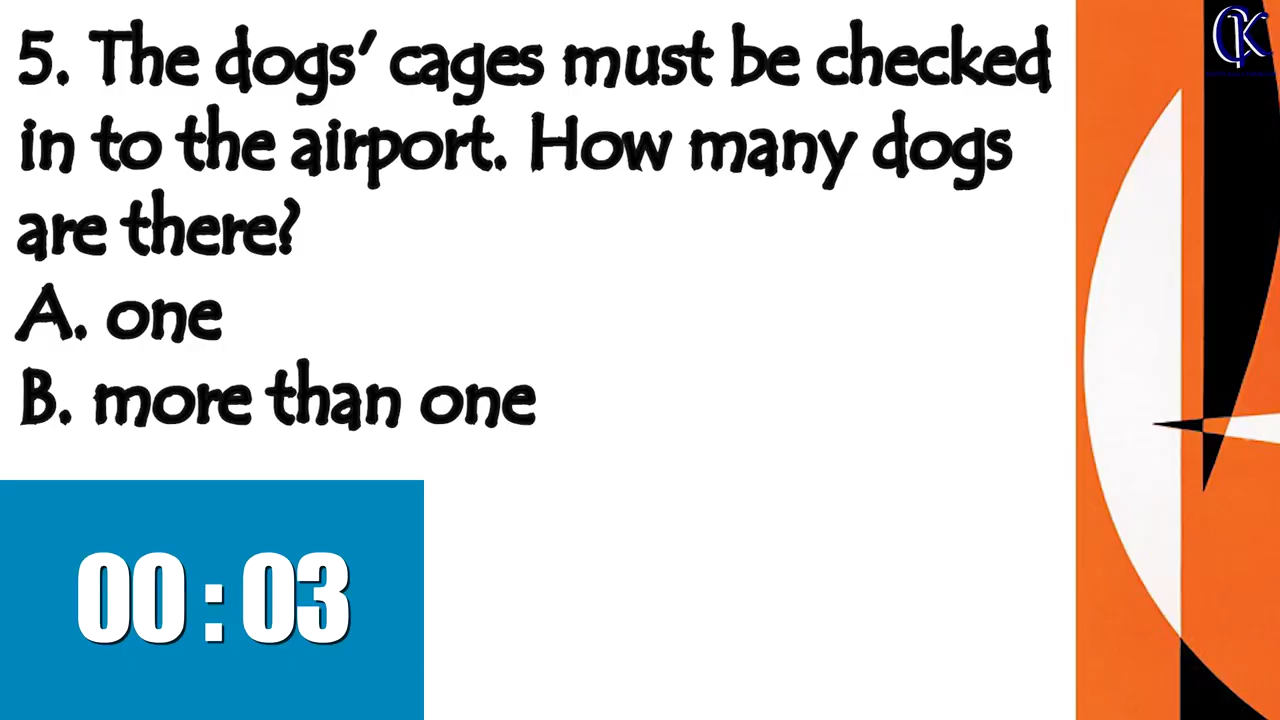 5. The dogs’ cages must be checked
in to the airport. How many dogs
are there?
A. one
B. more than one
00 : 03